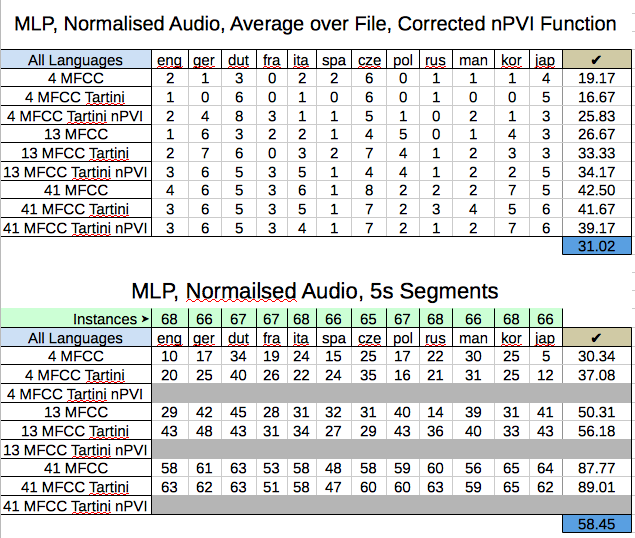 MLP, Normalised Audio, Average over File, Corrected nPVI Function
All Languages eng ger dut fra ita spa cze pol rus man kor jap ✔
4 MFCC 2 1 3 0 2 2 6 0 1 1 1 4 19.17
4 MFCC Tartini 1 0 6 0 1 0 6 0 1 0 0 5 16.67
4 MFCC Tartini nPVI 2 4 8 3 1 1 5 1 0 2 1 3 25.83
13 MFCC 1 6 3 2 2 1 4 5 0 1 4 3 26.67
13 MFCC Tartini 2 7 6 0 3 2 7 4 1 2 3 3 33.33
13 MFCC Tartini nPVI 3 6 5 3 5 1 4 4 1 2 2 5 34.17
41 MFCC 4 6 5 3 6 1 8 2 2 2 7 5 42.50
41 MFCC Tartini 3 6 5 3 5 1 7 2 3 4 5 6 41.67
41 MFCC Tartini nPVI 3 6 5 3 4 1 7 2 1 2 7 6 39.17
31.02
MLP, Normailsed Audio, 5s Segments
Instances ➤ 68 66 67 67 68 66 65 67 68 66 68 66
All Languages eng ger dut fra ita spa cze pol rus man kor jap ✔
4 MFCC 10 17 34 19 24 15 25 17 22 30 25 5 30.34
4 MFCC Tartini 20 25 40 26 22 24 35 16 21 31 25 12 37.08
4 MFCC Tartini nPVI
13 MFCC 29 42 45 28 31 32 31 40 14 39 31 41 50.31
13 MFCC Tartini 43 48 43 31 34 27 29 43 36 40 33 43 56.18
13 MFCC Tartini nPVI
41 MFCC 58 61 63 53 58 48 58 59 60 56 65 64 87.77
41 MFCC Tartini 63 62 63 51 58 47 60 60 63 59 65 62 89.01
41 MFCC Tartini nPVI
58.45